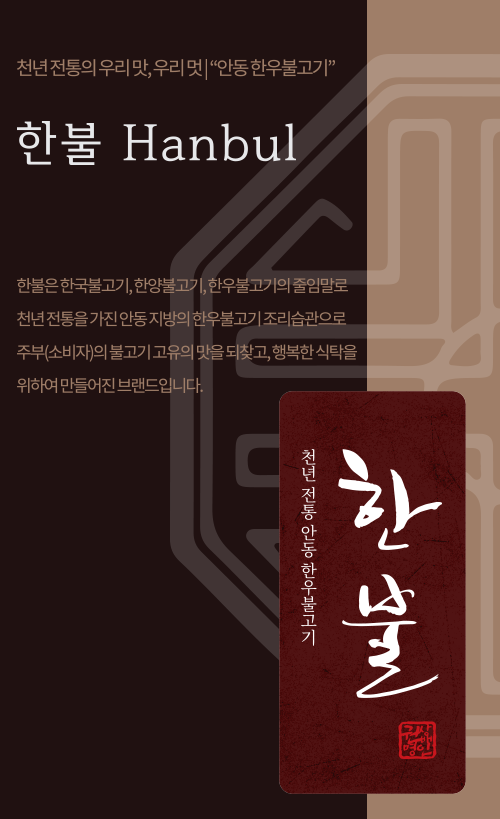 천년 전통의 우리 맛, 우리 멋 | “안동 한우불고기”
한불 Hanbul
한불은 한국불고기, 한양불고기, 한우불고기의 줄임말로
천년 전통을 가진 안동 지방의 한우불고기 조리습관으로
주부(소비자)의 불고기 고유의 맛을 되찾고, 행복한 식탁을
위하여 만들어진 브랜드입니다.
천년 전통 안동 한우불고기
한불